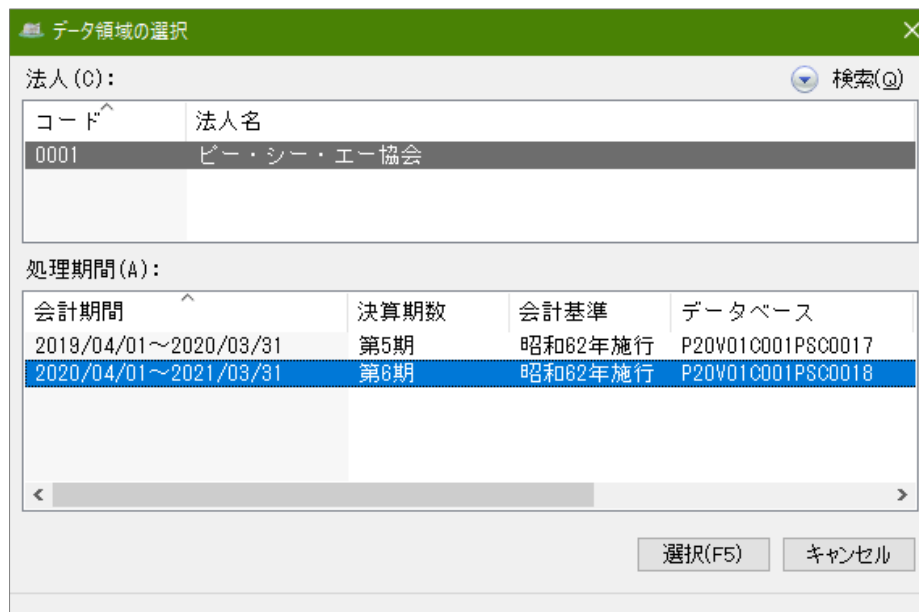 データ領域の選択
法人(C):
検索(Q)
コード 法人名
0001 ピー・シー・エー協会
処理期間(A):
会計期間 決算期数 会計基準 データベース
2019/04/01～2020/03/31 第5期 昭和62年施行 P20V01C001PSC0017
2020/04/01～2021/03/31 第6期 昭和62年施行 P20V01C001PSC0018
選択(F5) キャンセル